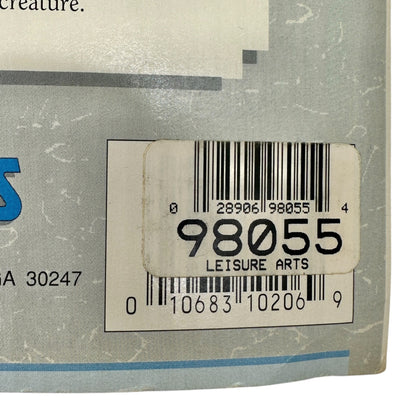 creature.
S
GA 30247
0 28906 98055 4
98055
LEISURE ARTS
0 10683 10206 9